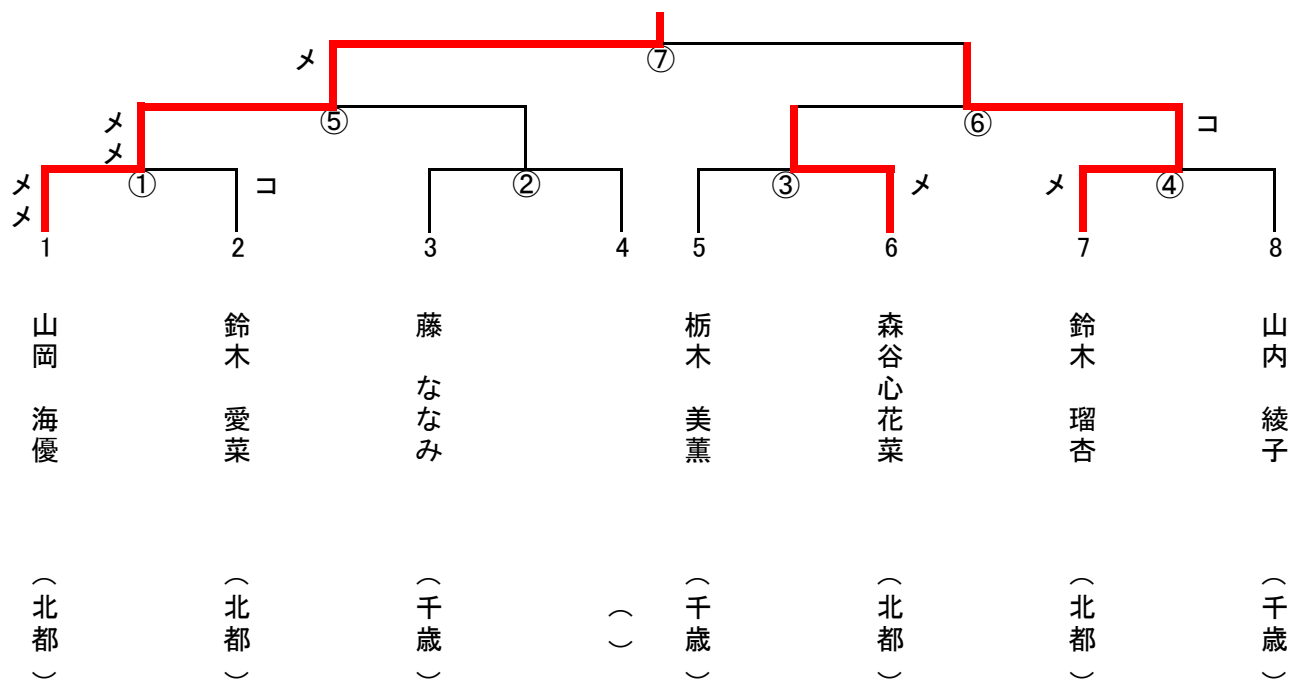 メ
⑦
メ
メ
⑤
⑥
コ
メ
メ
①
コ
②
③
メ
メ
④
1
2
3
4
5
6
7
8
山岡 海優
鈴木 愛菜
藤 ななみ
栃木 美薫
森谷心花菜
鈴木 瑠杏
山内 綾子
（北都）
（北都）
（千歳）
（）
（千歳）
（北都）
（北都）
（千歳）